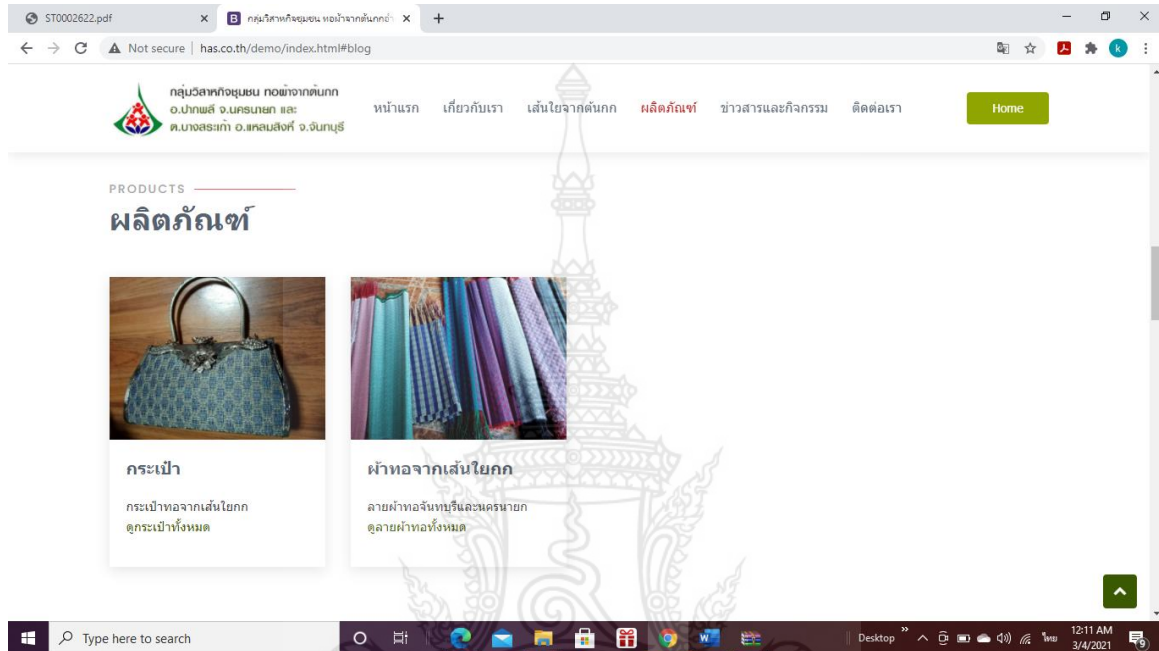 ST0002622.pdf
กลุ่มวิสาหกิจชุมชน ทอผ้าจากต้นกกอำ
Not secure | has.co.th/demo/index.html#blog
กลุ่มวิสาหกิจชุมชน ทอผ้าจากต้นกก
อ.ปากพลี จ.นครนายก และ
ต.บางสระเก้า อ.แหลมสิงห์ จ.จันทบุรี
หน้าแรก เกี่ยวกับเรา เส้นใยจากต้นกก ผลิตภัณฑ์ ข่าวสารและกิจกรรม ติดต่อเรา Home
PRODUCTS
ผลิตภัณฑ์
กระเป๋า
กระเป๋าทอจากเส้นใยกก
ดูกระเป๋าทั้งหมด
ผ้าทอจากเส้นใยกก
ลายผ้าทอจันทบุรีและนครนายก
ดูลายผ้าทอทั้งหมด
Type here to search
Desktop
ไทย
12:11 AM
3/4/2021